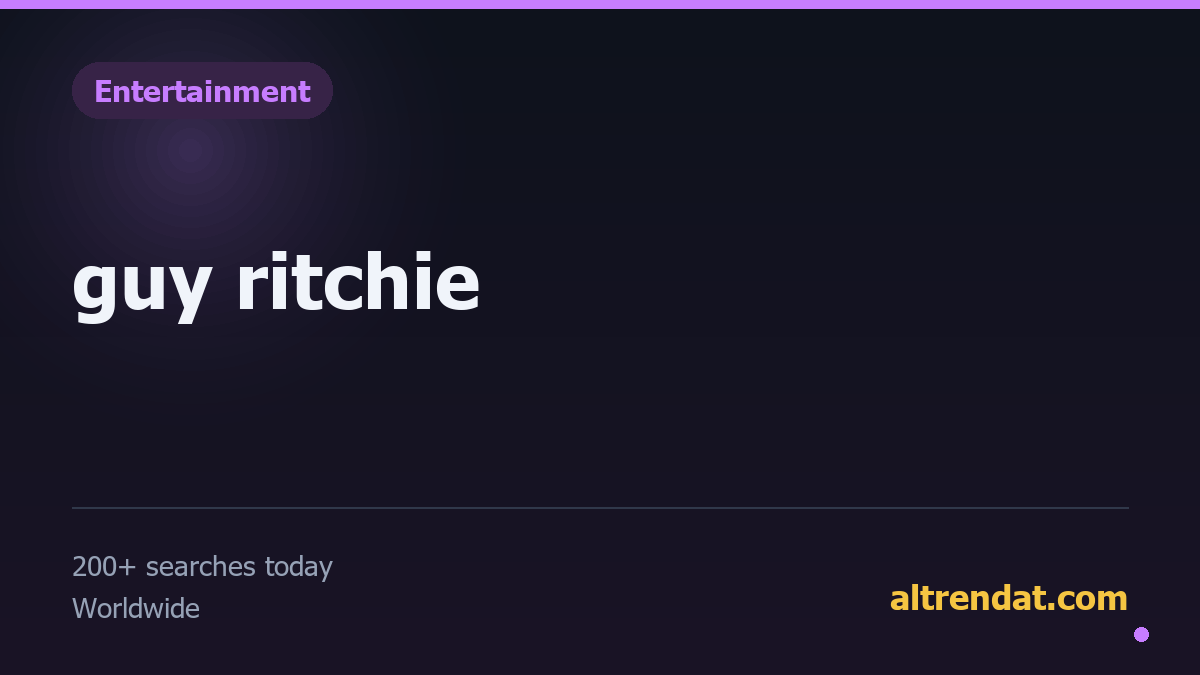 Entertainment
guy ritchie
200+ searches today
Worldwide
altrendat.com